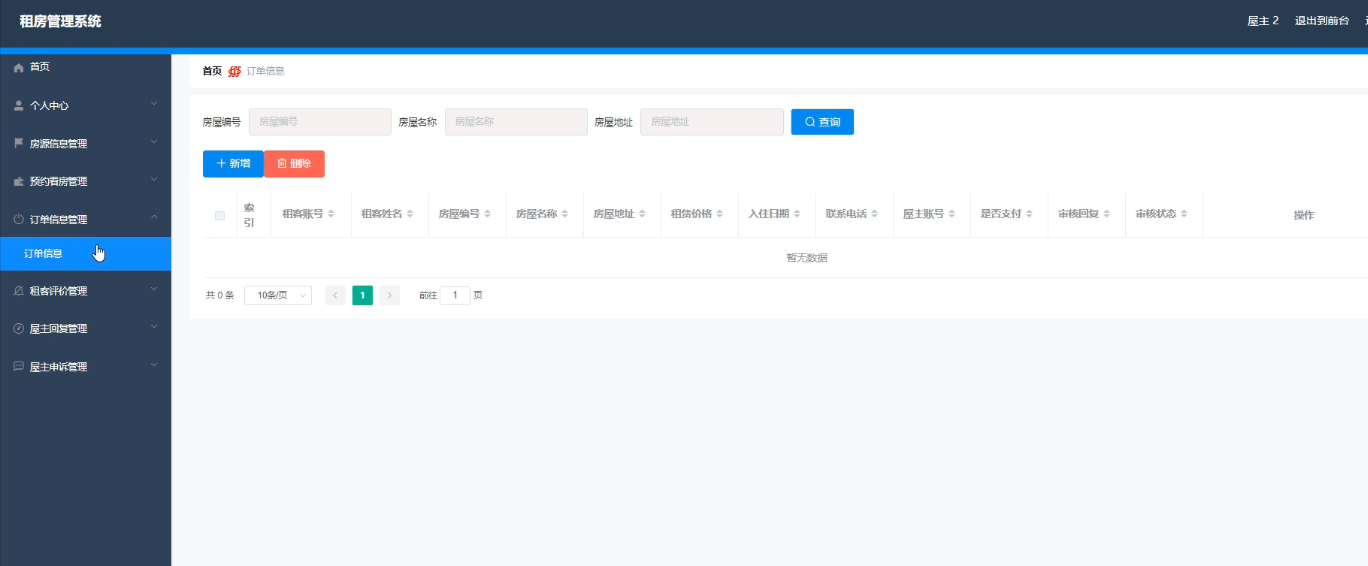 租房管理系统
屋主 2 退出到前台
首页
个人中心
房源信息管理
预约看房管理
订单信息管理
订单信息
租客评价管理
屋主回复管理
屋主申诉管理
首页 订单信息
房屋编号 房屋编号 房屋名称 房屋名称 房屋地址 房屋地址 查询
新增 删除
索引 租客账号 租客姓名 房屋编号 房屋名称 房屋地址 租赁价格 入住日期 联系电话 屋主账号 是否支付 审核回复 审核状态 操作
暂无数据
共 0 条 10条/页 1 前往 1 页